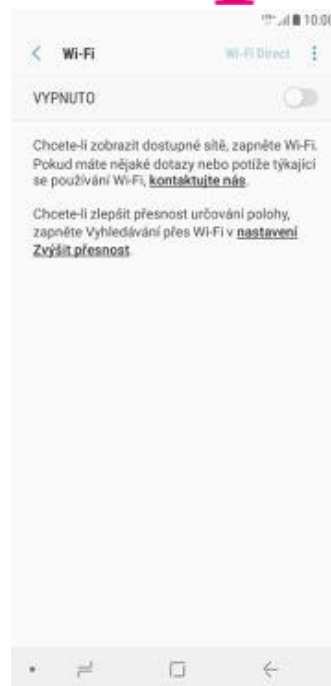 10:00
Wi-Fi
Wi-Fi Direct
VYPNUTO
Chcete-li zobrazit dostupné sítě, zapněte Wi-Fi.
Pokud máte nějaké dotazy nebo potíže týkající
se používání Wi-Fi, kontaktujte nás.
Chcete-li zlepšit přesnost určování polohy,
zapněte Vyhledávání přes Wi-Fi v nastavení
Zvýšit přesnost.